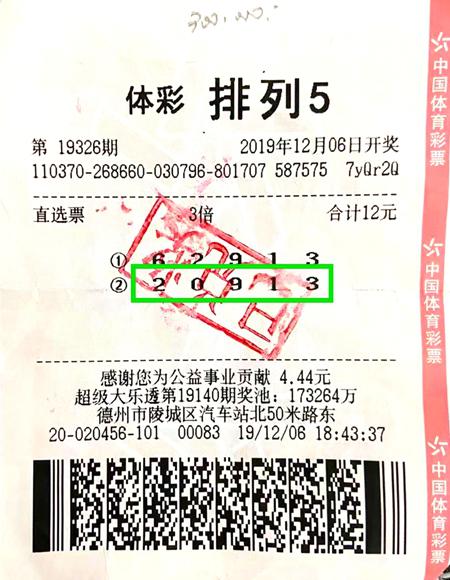 体彩 排列5
第 19326期 2019年12月06日开奖
110370-268660-030796-801707 587575 7yQr2Q
直选票 3倍 合计12元
① 6 2 9 1 3
② 2 0 9 1 3
感谢您为公益事业贡献 4.44元
超级大乐透第19140期奖池：173264万
德州市陵城区汽车站北50米路东
20-020456-101 00083 19/12/06 18:43:37
中国体育彩票
中国体育彩票
中国体育彩票